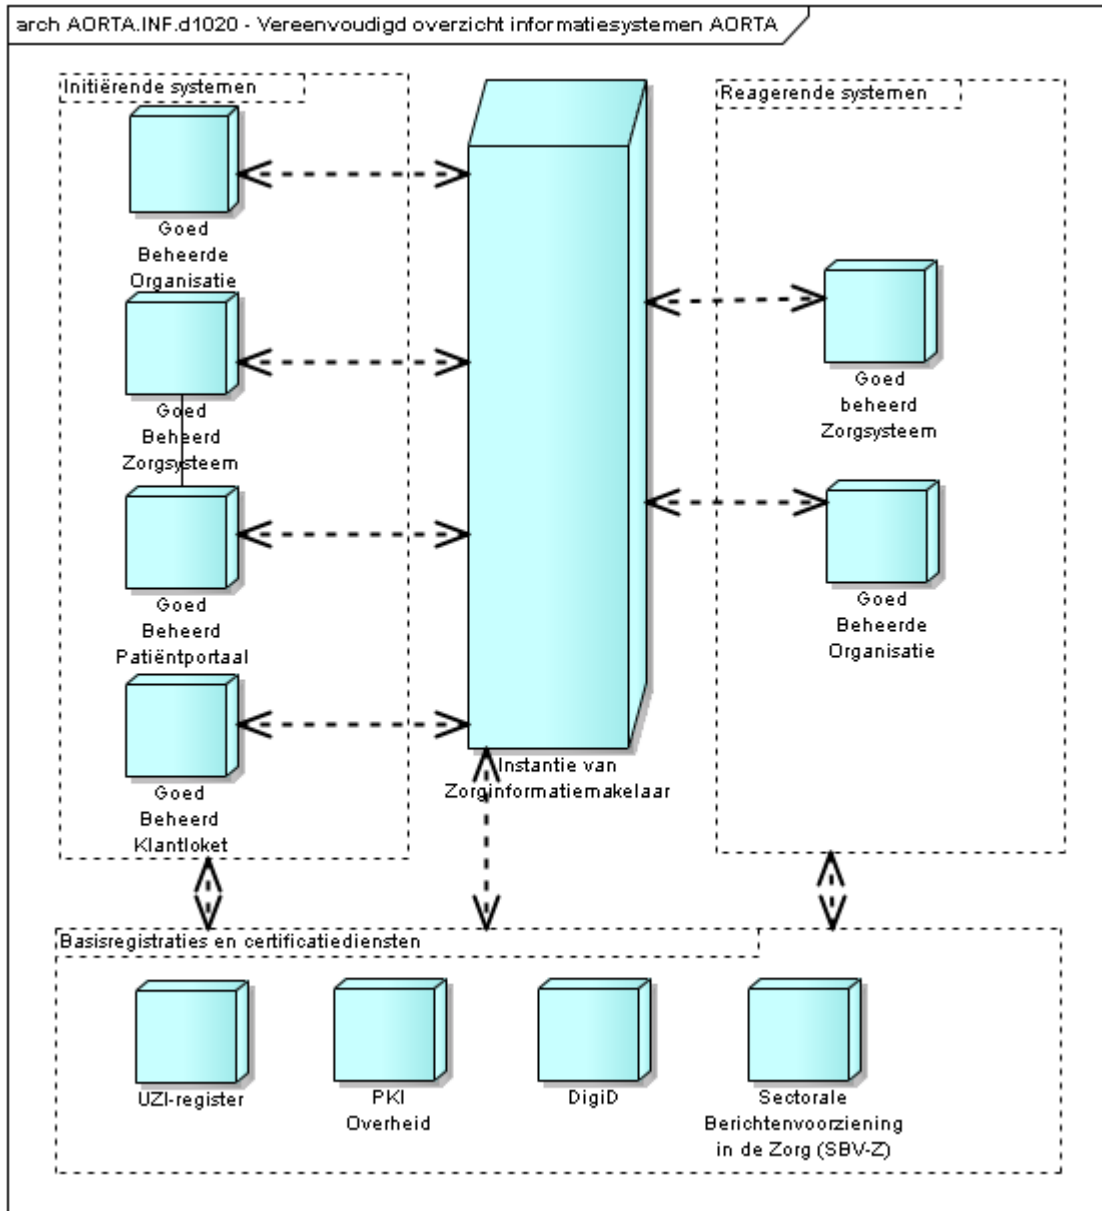 arch AORTA.INF.d1020 - Vereenvoudigd overzicht informatiesystemen AORTA
Initiërende systemen
Goed
Beheerde
Organisatie
Goed
Beheerd
Zorgsysteem
Goed
Beheerd
Patiëntportaal
Goed
Beheerd
Klantloket
Instantie van
Zorginformatiemakelaar
Reagerende systemen
Goed
beheerd
Zorgsysteem
Goed
Beheerde
Organisatie
Basisregistraties en certificatiediensten
UZI-register
PKI
Overheid
DigiD
Sectorale
Berichtenvoorziening
in de Zorg (SBV-Z)